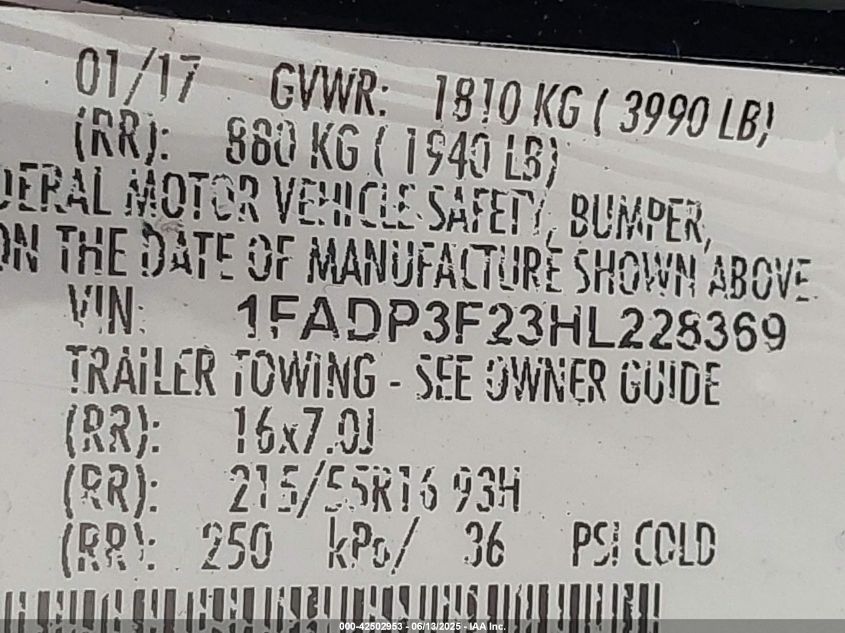 01/17 GVWR: 1810 KG ( 3990 LB)
(RR): 880 KG ( 1940 LB)
DERAL MOTOR VEHICLE SAFETY, BUMPER,
ON THE DATE OF MANUFACTURE SHOWN ABOVE.
VIN: 1FADP3F23HL228369
TRAILER TOWING - SEE OWNER GUIDE
(RR): 16x7.0J
(RR): 215/55R16 93H
(RR): 250 kPa/ 36 PSI COLD
000-42502953 - 06/13/2025 - IAA Inc.